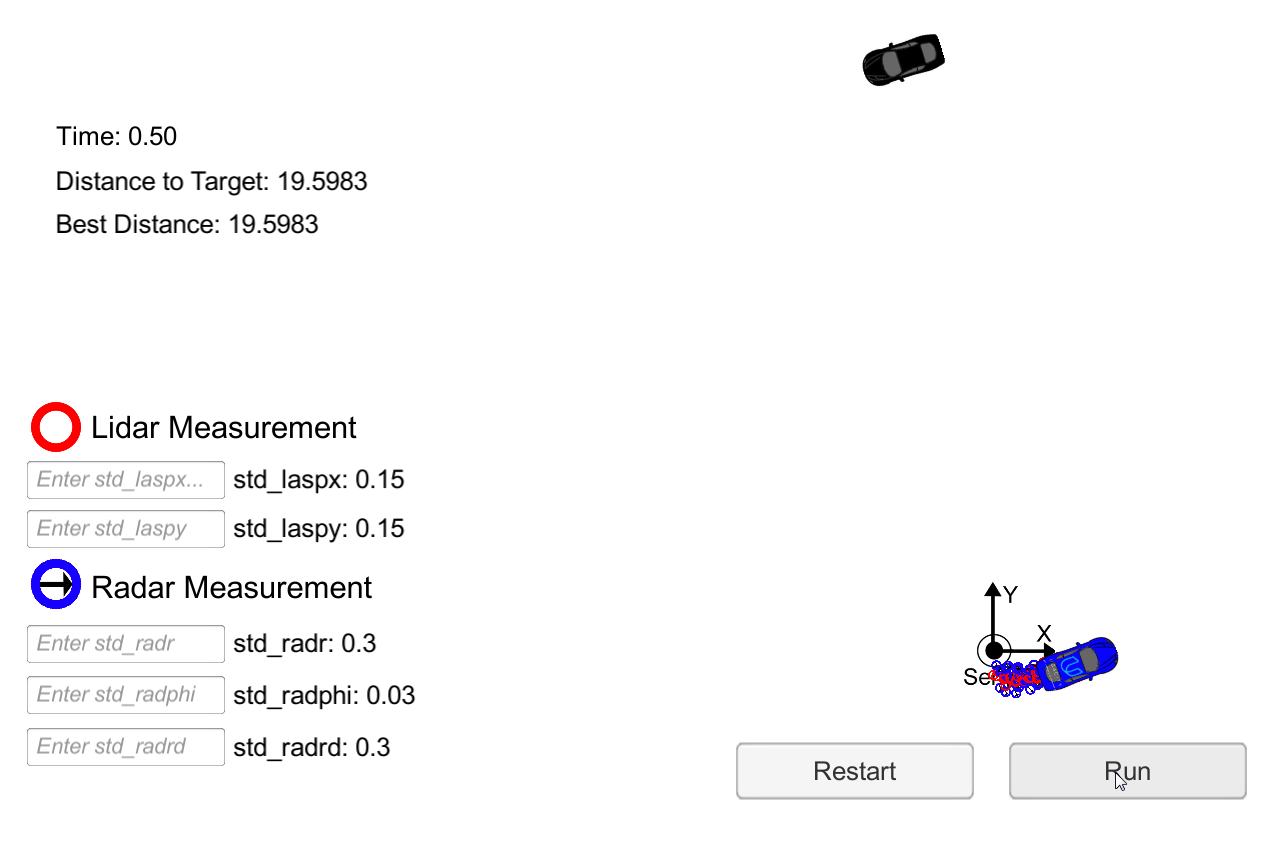 Time: 0.50
Distance to Target: 19.5983
Best Distance: 19.5983
Lidar Measurement
Enter std_laspx... std_laspx: 0.15
Enter std_laspy std_laspy: 0.15
Radar Measurement
Enter std_radr std_radr: 0.3
Enter std_radphi std_radphi: 0.03
Enter std_radrd std_radrd: 0.3
Y
X
Restart
Run